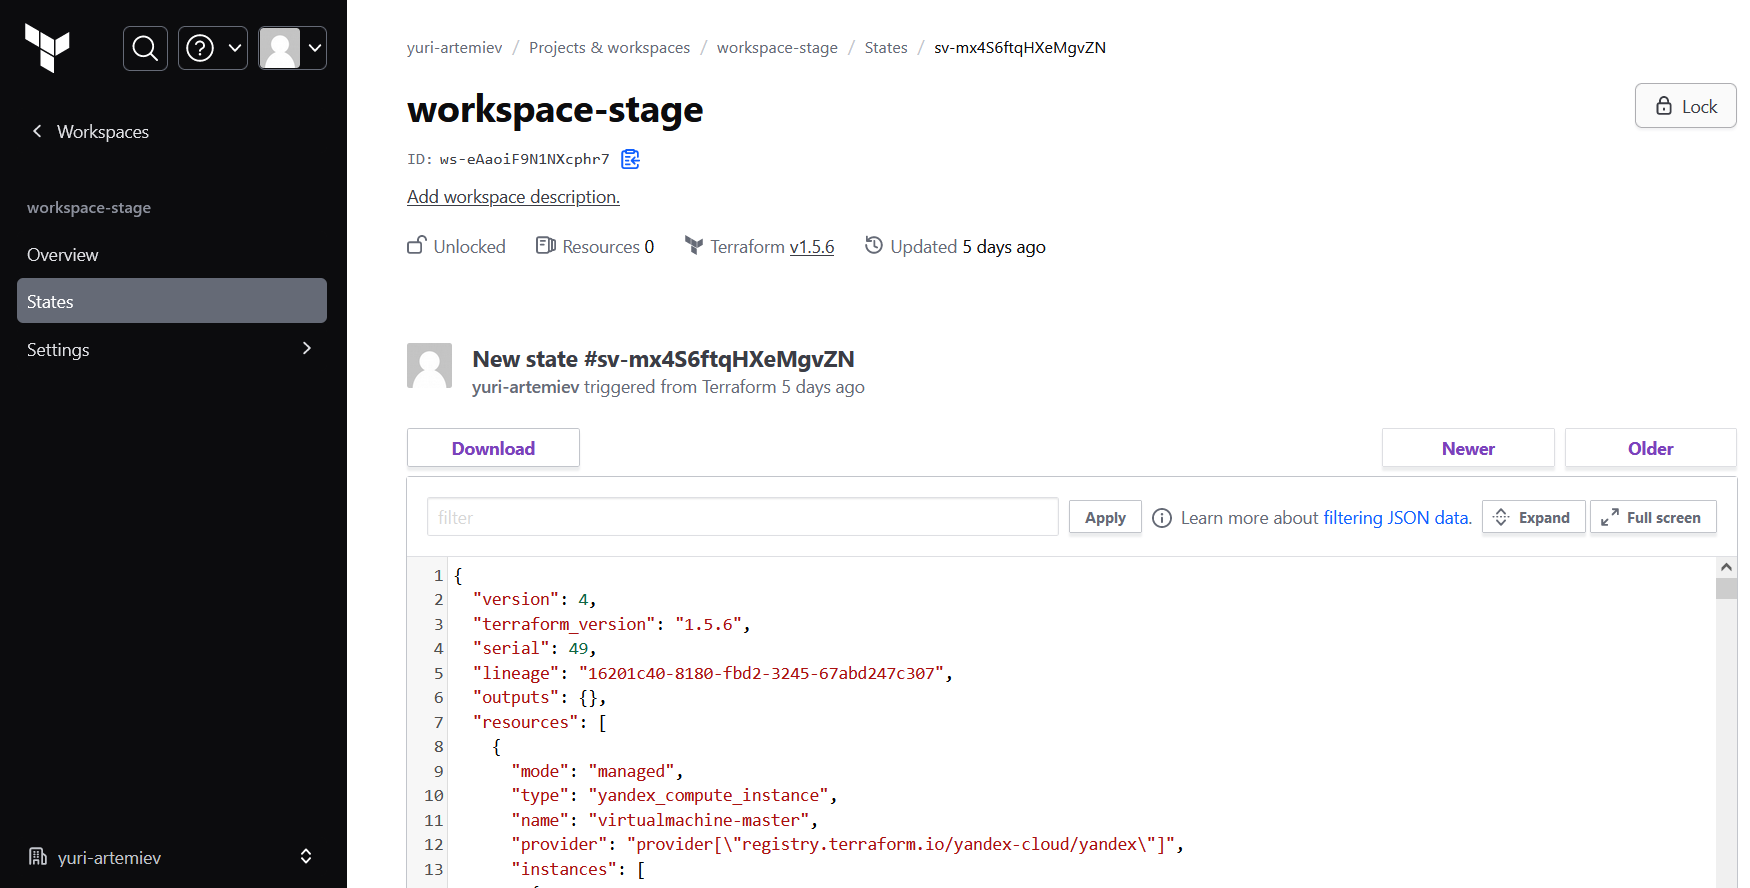 Workspaces
workspace-stage
Overview
States
Settings
yuri-artemiev
yuri-artemiev / Projects & workspaces / workspace-stage / States / sv-mx4S6ftqHXeMgvZN
workspace-stage
Lock
ID: ws-eAaoiF9N1NXcphr7
Add workspace description.
Unlocked Resources 0 Terraform v1.5.6 Updated 5 days ago
New state #sv-mx4S6ftqHXeMgvZN
yuri-artemiev triggered from Terraform 5 days ago
Download Newer Older
filter Apply Learn more about filtering JSON data. Expand Full screen
1 {
2 "version": 4,
3 "terraform_version": "1.5.6",
4 "serial": 49,
5 "lineage": "16201c40-8180-fbd2-3245-67abd247c307",
6 "outputs": {},
7 "resources": [
8 {
9 "mode": "managed",
10 "type": "yandex_compute_instance",
11 "name": "virtualmachine-master",
12 "provider": "provider[\"registry.terraform.io/yandex-cloud/yandex\"]",
13 "instances": [